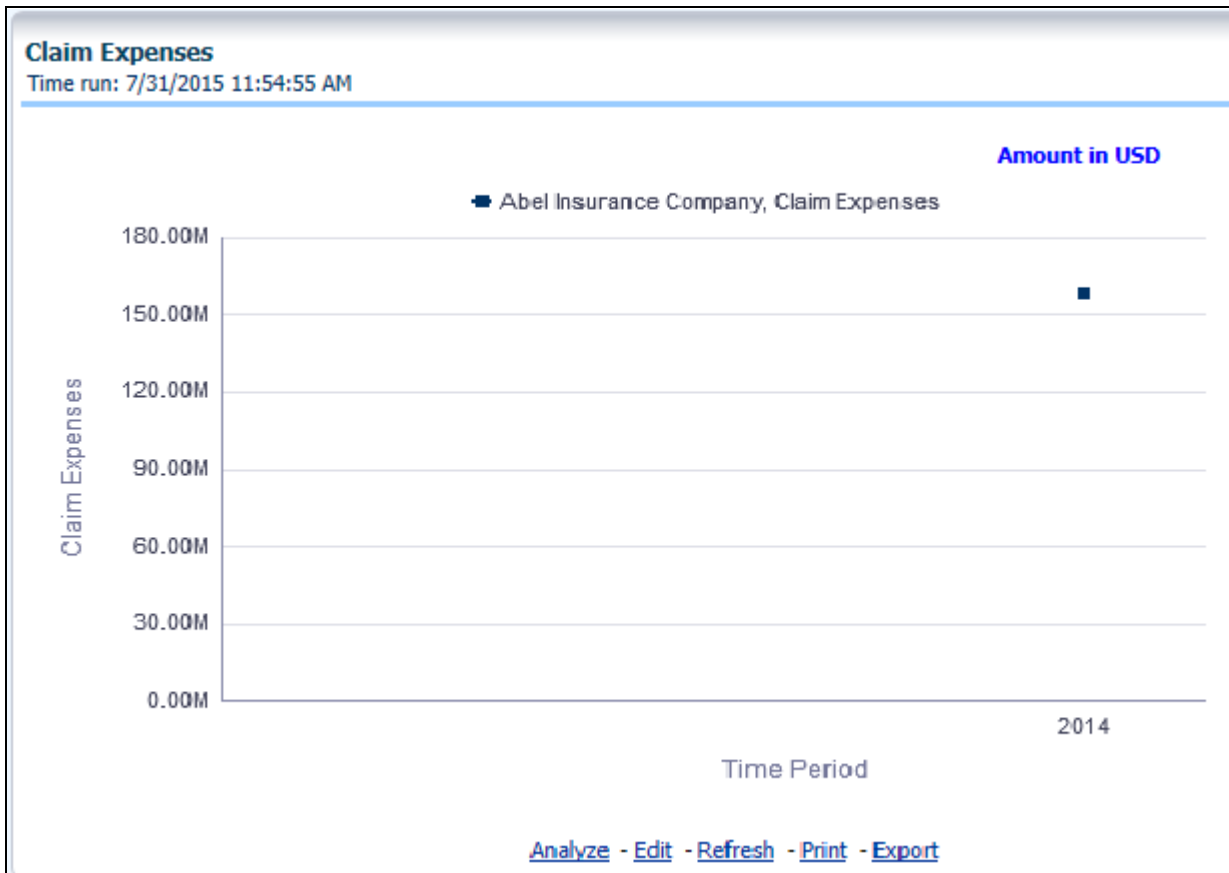 Claim Expenses
Time run: 7/31/2015 11:54:55 AM
Amount in USD
Abel Insurance Company, Claim Expenses
180.00M
150.00M
120.00M
90.00M
60.00M
30.00M
0.00M
Claim Expenses
2014
Time Period
Analyze - Edit - Refresh - Print - Export